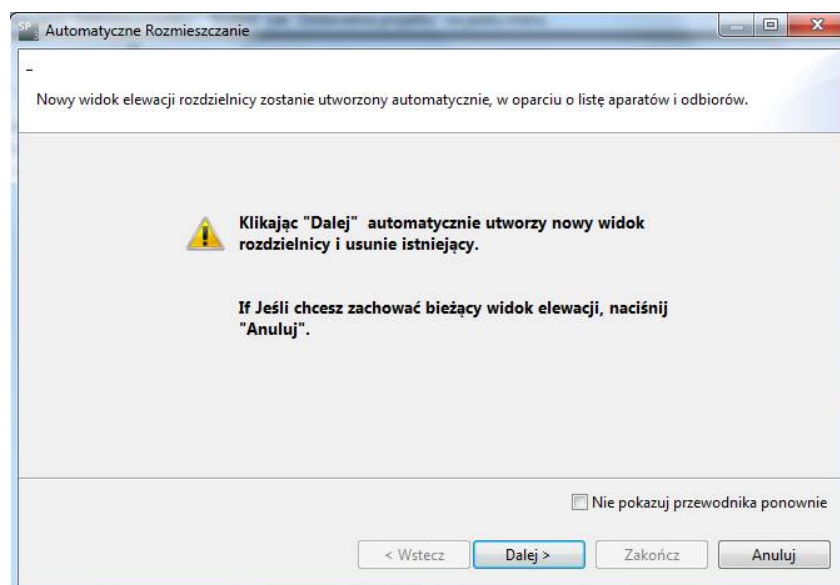 SP
Automatyczne Rozmieszczanie
–
Nowy widok elewacji rozdzielnicy zostanie utworzony automatycznie, w oparciu o listę aparatów i odbiorów.
Klikając "Dalej" automatycznie utworzy nowy widok
rozdzielnicy i usunie istniejący.
If Jeśli chcesz zachować bieżący widok elewacji, naciśnij
"Anuluj".
Nie pokazuj przewodnika ponownie
< Wstecz
Dalej >
Zakończ
Anuluj